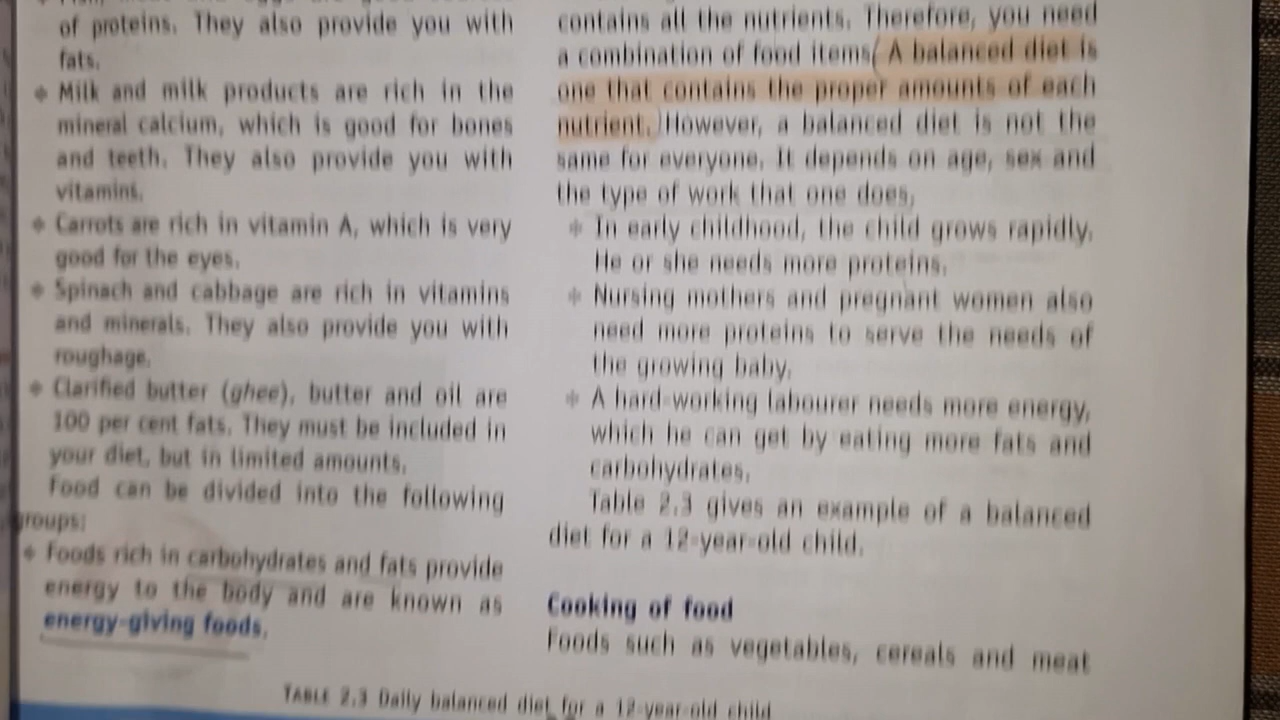 of proteins. They also provide you with
fats.
❖ Milk and milk products are rich in the
mineral calcium, which is good for bones
and teeth. They also provide you with
vitamins.
❖ Carrots are rich in vitamin A, which is very
good for the eyes.
❖ Spinach and cabbage are rich in vitamins
and minerals. They also provide you with
roughage.
❖ Clarified butter (ghee), butter and oil are
100 per cent fats. They must be included in
your diet, but in limited amounts.
Food can be divided into the following
groups:
❖ Foods rich in carbohydrates and fats provide
energy to the body and are known as
energy-giving foods.
contains all the nutrients. Therefore, you need
a combination of food items. A balanced diet is
one that contains the proper amounts of each
nutrient. However, a balanced diet is not the
same for everyone. It depends on age, sex and
the type of work that one does.
❖ In early childhood, the child grows rapidly.
He or she needs more proteins.
❖ Nursing mothers and pregnant women also
need more proteins to serve the needs of
the growing baby.
❖ A hard-working labourer needs more energy,
which he can get by eating more fats and
carbohydrates.
Table 2.3 gives an example of a balanced
diet for a 12-year-old child.
Cooking of food
Foods such as vegetables, cereals and meat
TABLE 2.3 Daily balanced diet for a 12-year-old child